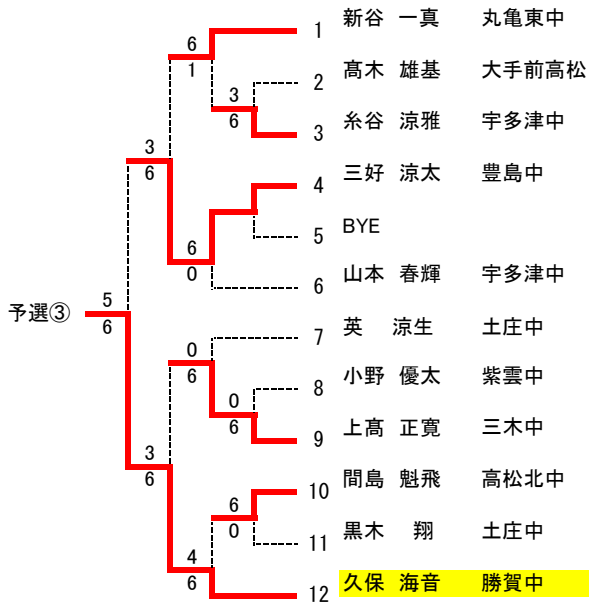 1 新谷 一真 丸亀東中
6
1
2 髙木 雄基 大手前高松
3
6
3 糸谷 涼雅 宇多津中
3
6
4 三好 涼太 豊島中
5 BYE
6
0
6 山本 春輝 宇多津中
予選③
5
6
7 英 涼生 土庄中
0
6
8 小野 優太 紫雲中
0
6
9 上髙 正寛 三木中
3
6
10 間島 魁飛 高松北中
6
0
11 黒木 翔 土庄中
4
6
12 久保 海音 勝賀中